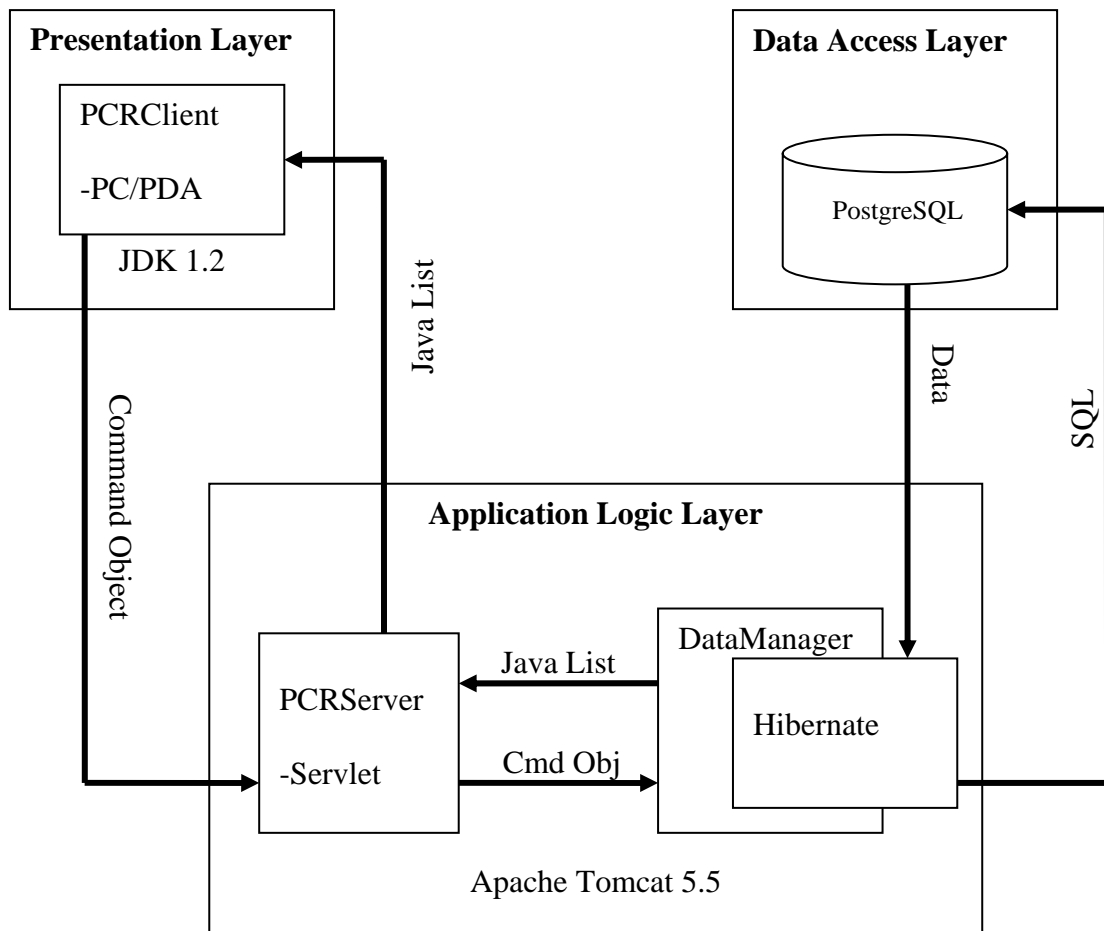 Presentation Layer
PCRClient
-PC/PDA
JDK 1.2
Data Access Layer
PostgreSQL
Java List
Command Object
Data
SQL
Application Logic Layer
PCRServer
-Servlet
Java List
Cmd Obj
DataManager
Hibernate
Apache Tomcat 5.5